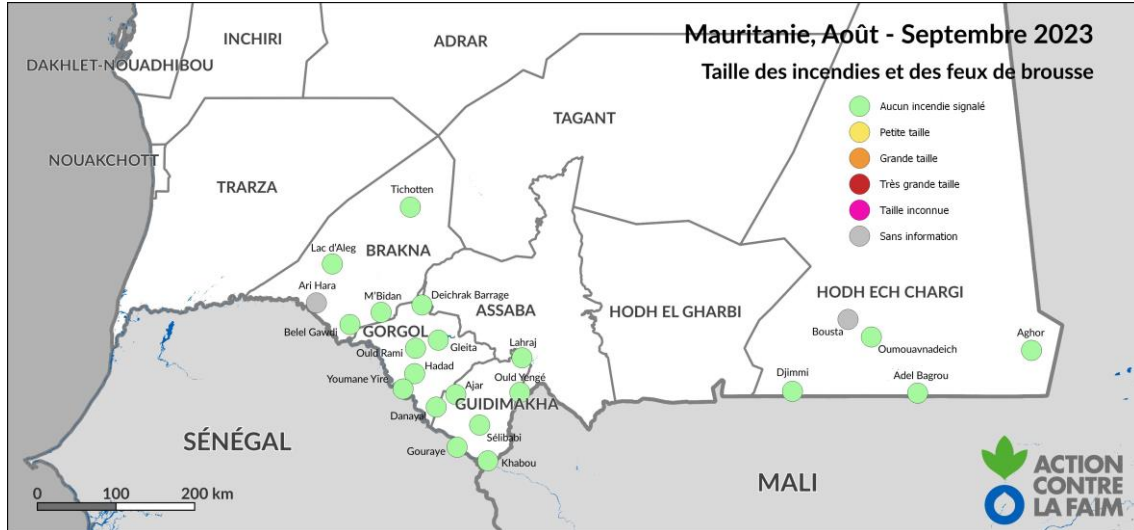 Mauritanie, Août - Septembre 2023
Taille des incendies et des feux de brousse
Aucun incendie signalé
Petite taille
Grande taille
Très grande taille
Taille inconnue
Sans information
INCHIRI
ADRAR
DAKHLET-NOUADHIBOU
TAGANT
NOUAKCHOTT
TRARZA
Tichotten
BRAKNA
Lac d'Aleg
Ari Hara
M'Bidan
Deichrak Barrage
ASSABA
HODH EL GHARBI
HODH ECH CHARGI
Belel Gawdi
GORGOL
Gleita
Lahraj
Bousta
Oumouavnadeich
Aghor
Ould Rami
Hadad
Youmane Yire
Ajar
Ould Yengé
Djimmi
Adel Bagrou
Danayal
GUIDIMAKHA
Sélibabi
Gouraye
Khabou
SÉNÉGAL
MALI
0 100 200 km
ACTION
CONTRE
LA FAIM